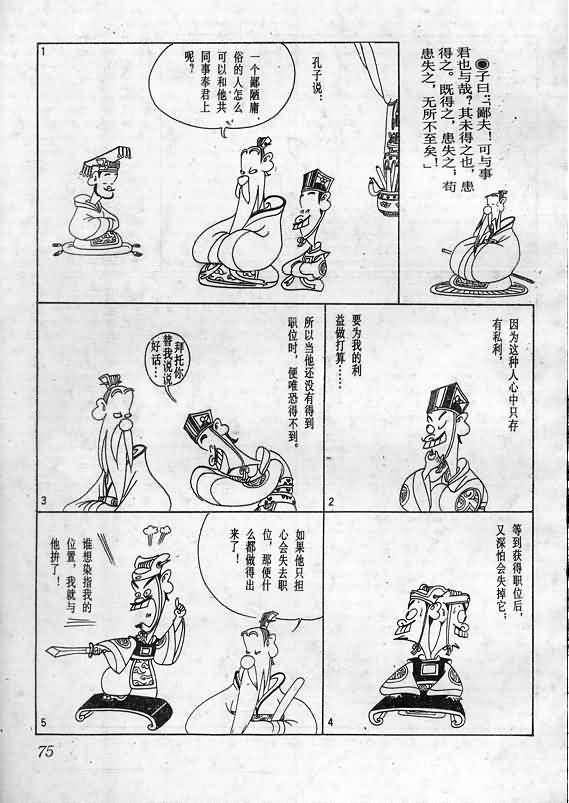 ●子曰：“鄙夫！可与事
君也与哉？其未得之也，患
得之。既得之，患失之，苟
患失之，无所不至矣！”
1
孔子说：
一个鄙陋庸
俗的人怎么
可以和他共
同事奉君上
呢？
因为这种人心中只存
有私利，
要为我的利
益做打算……
2
所以当他还没有得到
职位时，便唯恐得不到。
拜托你
替我说说
好话……
3
等到获得职位后，
又深怕会失掉它；
4
如果他只担
心会失去职
位，那便什
么都做得出
来了！
谁想染指我的
位置，我就与
他拼了！
5
75